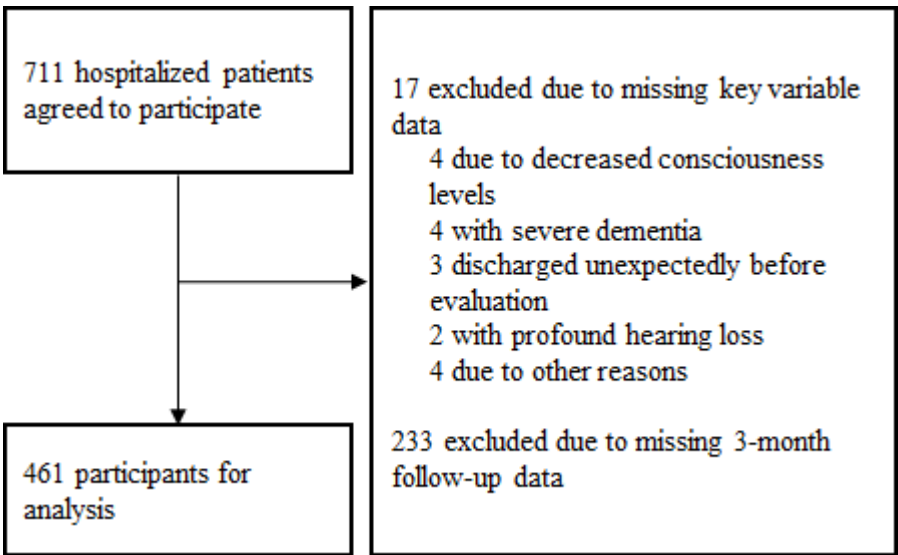 711 hospitalized patients
agreed to participate
17 excluded due to missing key variable
data
4 due to decreased consciousness
levels
4 with severe dementia
3 discharged unexpectedly before
evaluation
2 with profound hearing loss
4 due to other reasons
233 excluded due to missing 3-month
follow-up data
461 participants for
analysis